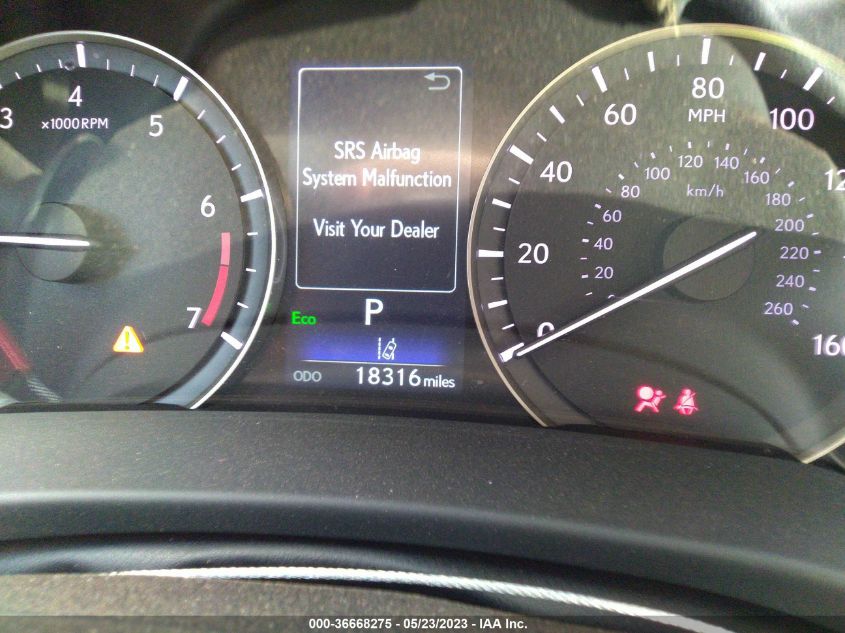 3 4 5 6 7
x1000RPM
SRS Airbag
System Malfunction
Visit Your Dealer
Eco P
ODO 18316 miles
0 20 40 60 80 100 160
MPH
20 40 60 80 100 120 140 160 180 200 220 240 260
km/h
000-36668275 - 05/23/2023 - IAA Inc.